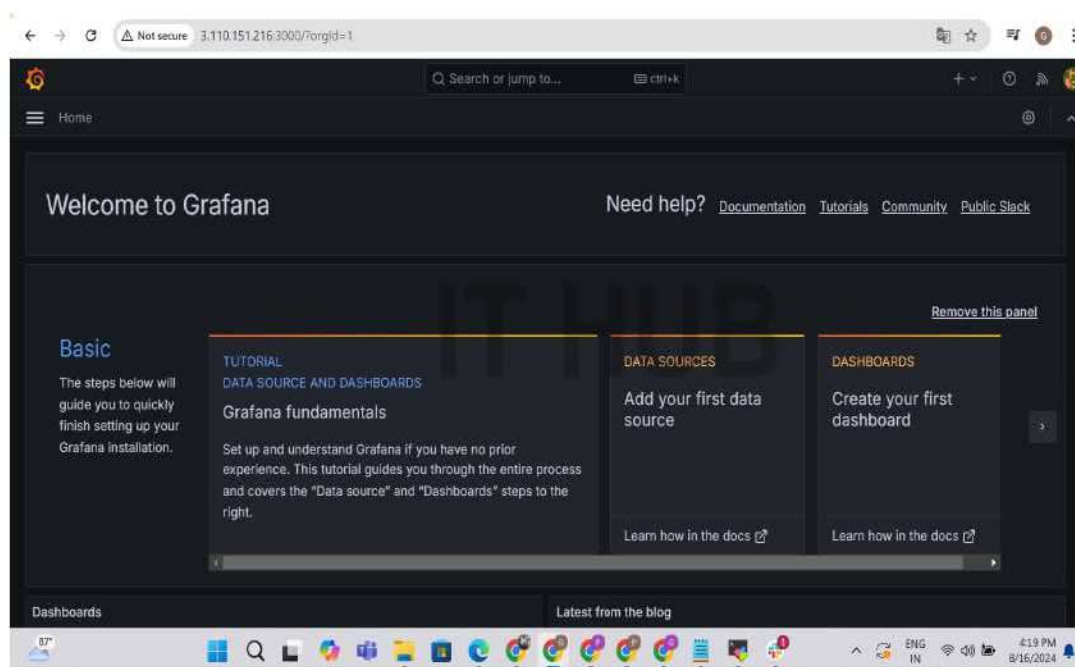 Not secure 3.110.151.216:3000/?orgId=1
G
Search or jump to... ctrl+k
Home
Welcome to Grafana
Need help? Documentation Tutorials Community Public Slack
IT HUB
Remove this panel
Basic
The steps below will
guide you to quickly
finish setting up your
Grafana installation.
TUTORIAL
DATA SOURCE AND DASHBOARDS
Grafana fundamentals
Set up and understand Grafana if you have no prior
experience. This tutorial guides you through the entire process
and covers the "Data source" and "Dashboards" steps to the
right.
DATA SOURCES
Add your first data
source
Learn how in the docs
DASHBOARDS
Create your first
dashboard
Learn how in the docs
Dashboards
Latest from the blog
87°
ENG
IN
4:19 PM
8/16/2024